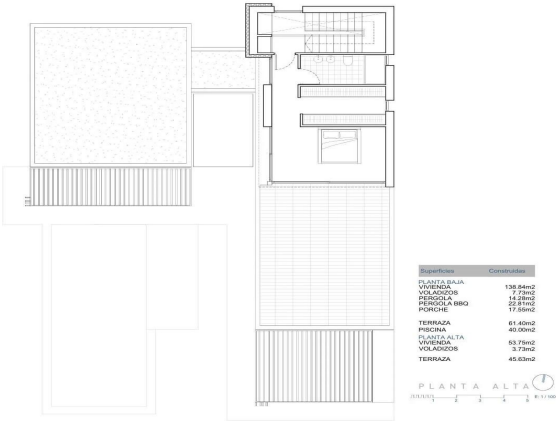 Superficies Construidas
PLANTA BAJA
VIVIENDA 138.84m2
VOLADIZOS 7.73m2
PERGOLA 14.28m2
PERGOLA BBQ 22.81m2
PORCHE 17.55m2
TERRAZA 61.40m2
PISCINA 40.00m2
PLANTA ALTA
VIVIENDA 53.75m2
VOLADIZOS 3.73m2
TERRAZA 45.63m2
PLANTA ALTA
1 2 3 4 5 E: 1 / 100